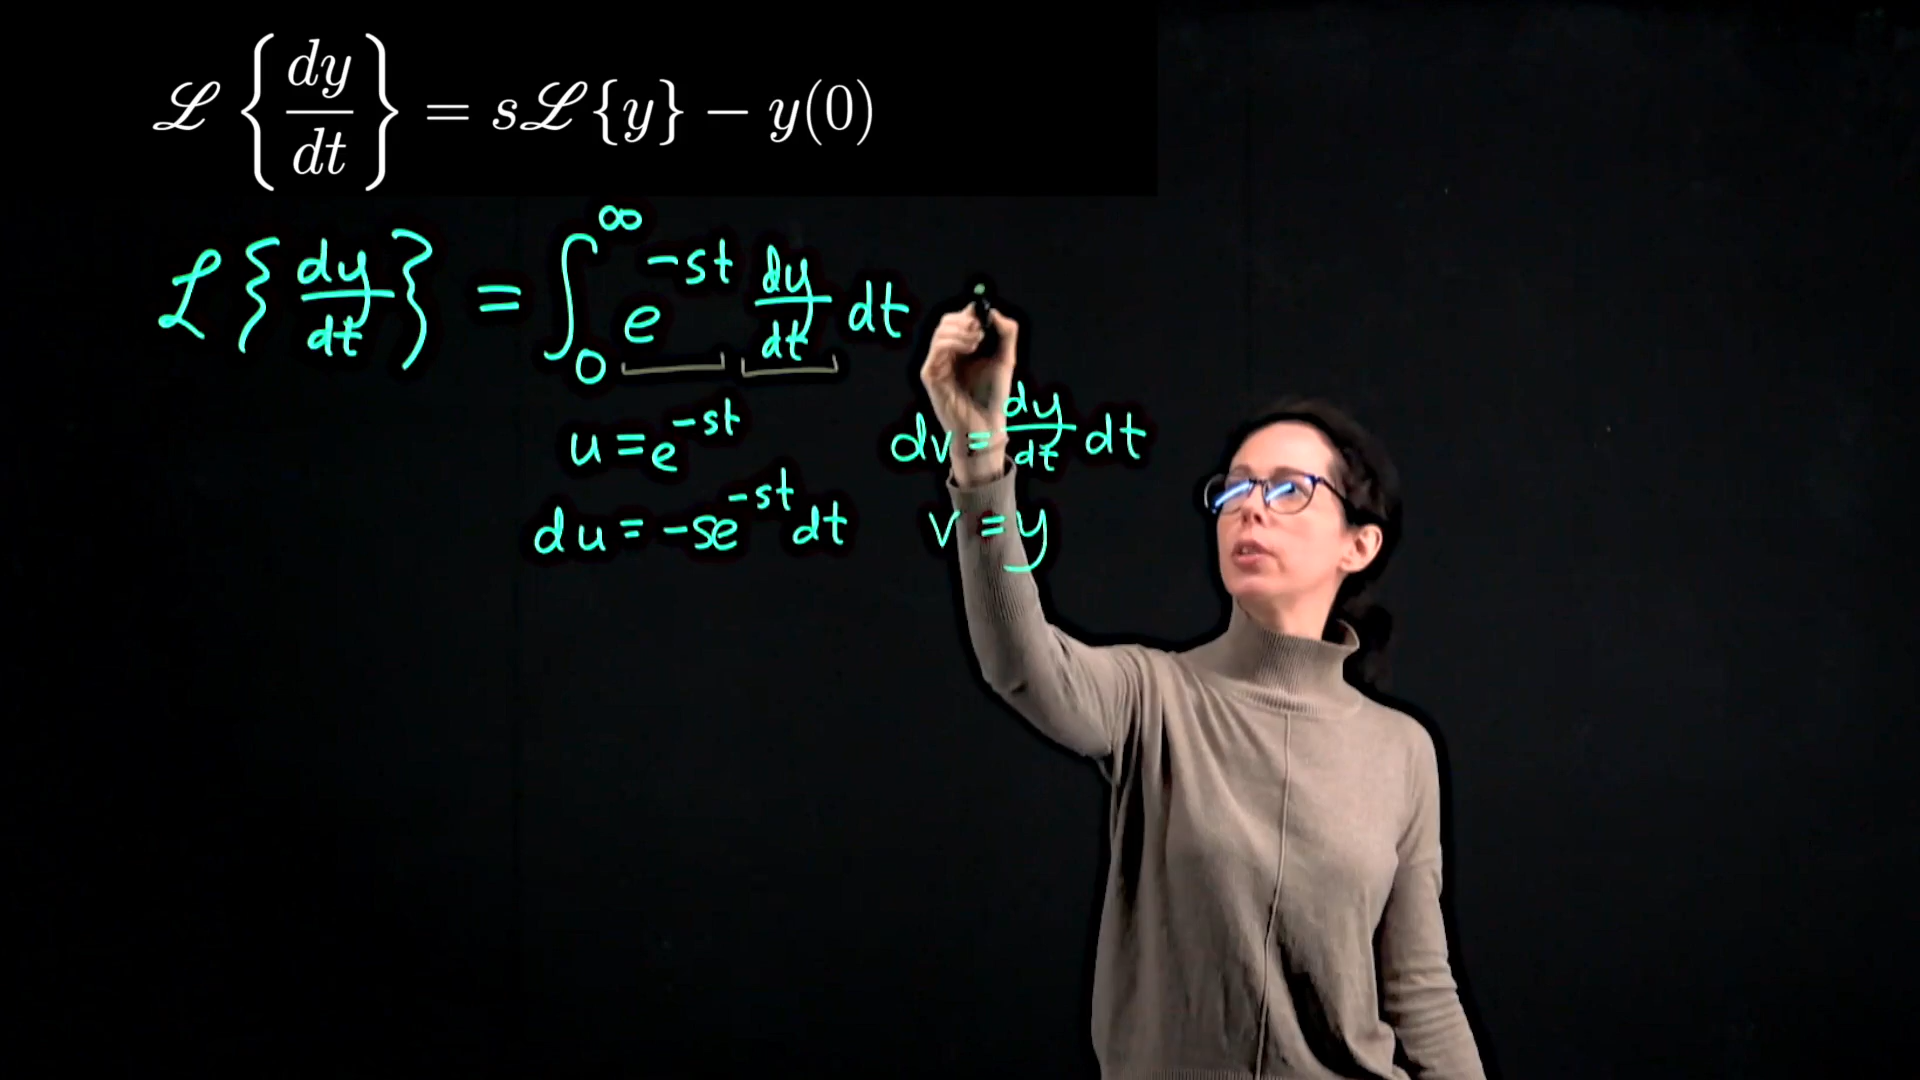 ℒ{dy/dt} = sℒ{y} − y(0)
ℒ{dy/dt} = ∫₀^∞ e^(-st) dy/dt dt
u = e^(-st) dv = dy/dt dt
du = -se^(-st) dt v = y